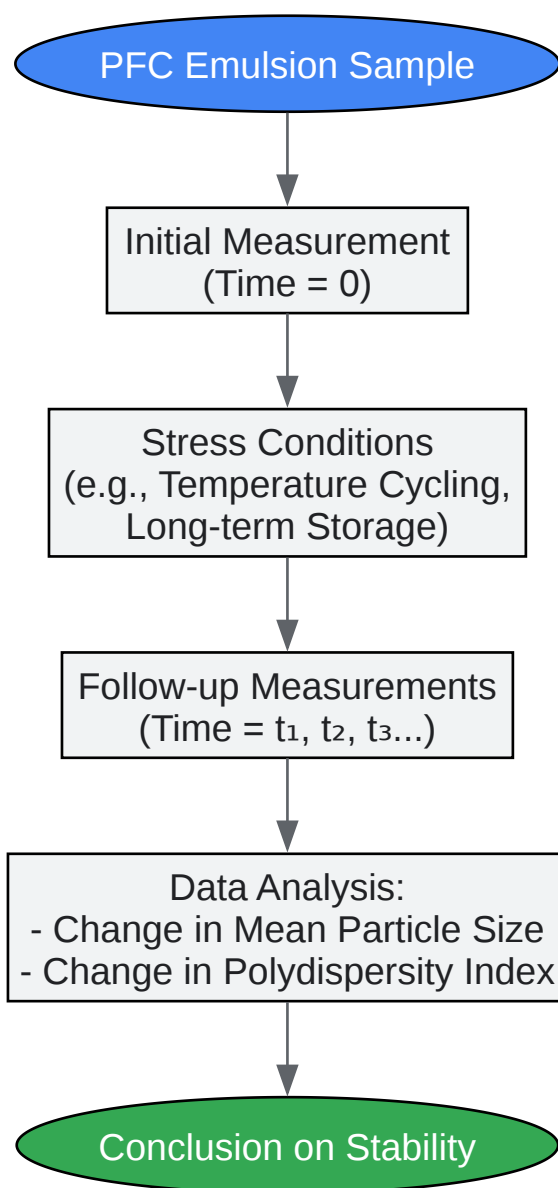 PFC Emulsion Sample
Initial Measurement
(Time = 0)
Stress Conditions
(e.g., Temperature Cycling,
Long-term Storage)
Follow-up Measurements
(Time = t₁, t₂, t₃...)
Data Analysis:
- Change in Mean Particle Size
- Change in Polydispersity Index
Conclusion on Stability